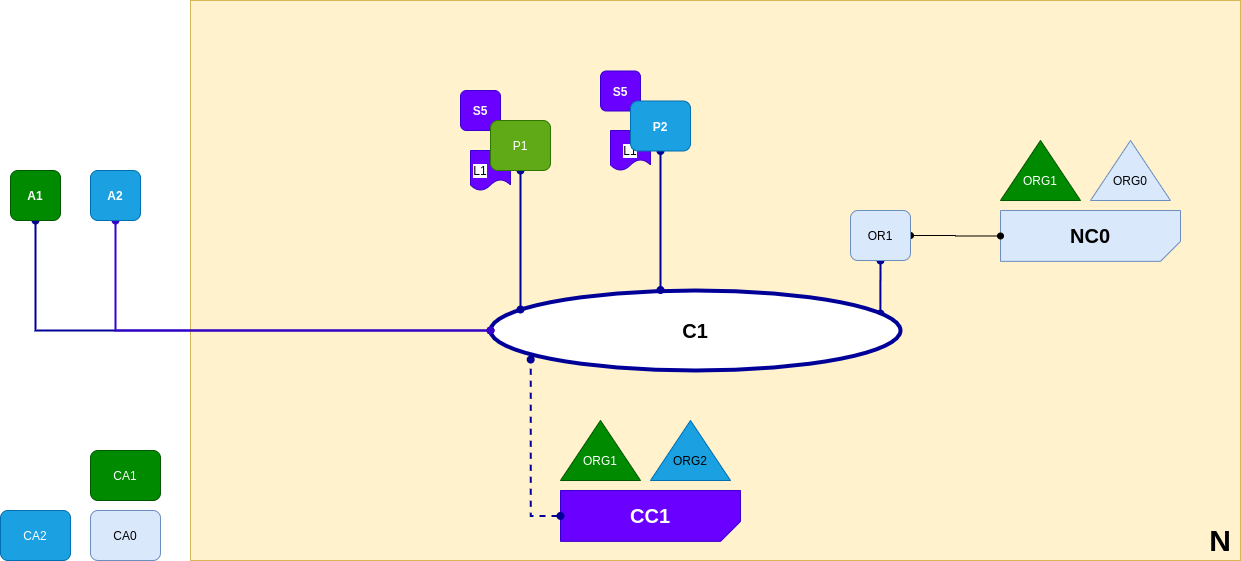 S5
S5
P2
P1
L1
L1
A1
A2
ORG1
ORG0
OR1
NC0
C1
ORG1
ORG2
CA1
CC1
CA2
CA0
N